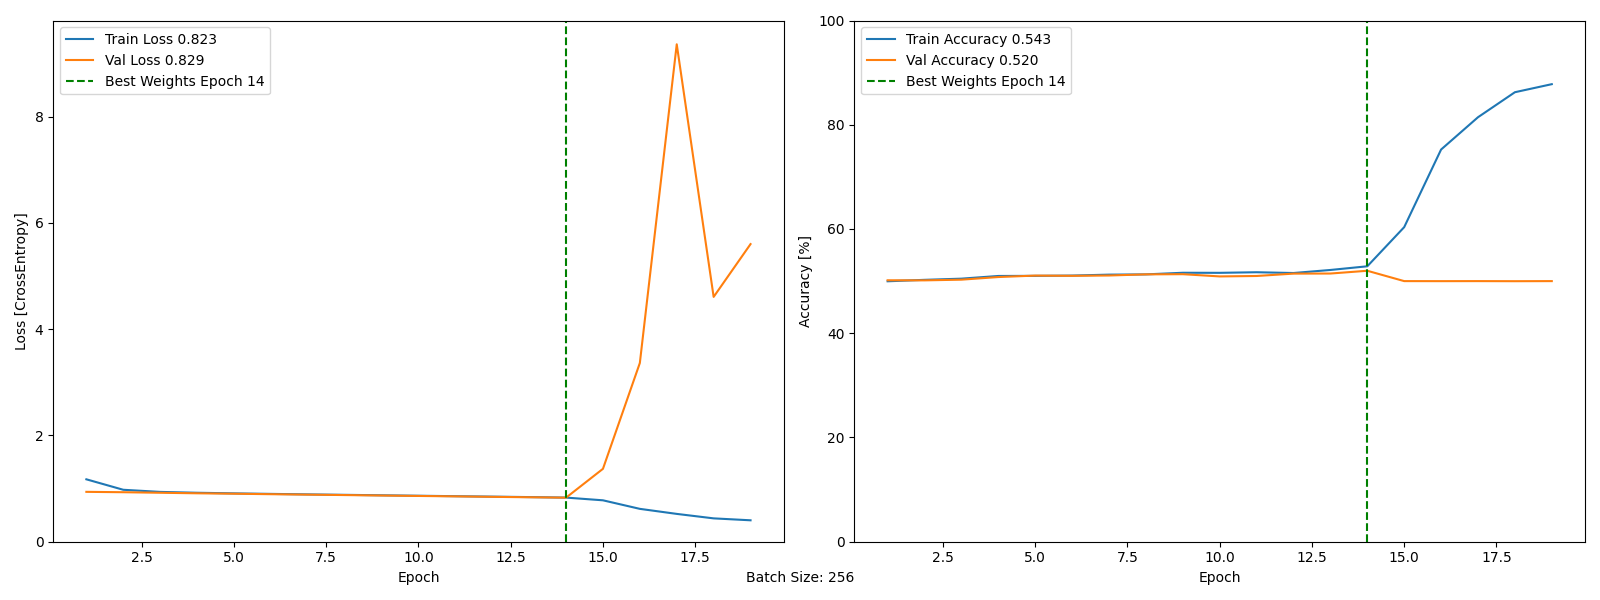 Train Loss 0.823
Val Loss 0.829
Best Weights Epoch 14
Loss [CrossEntropy]
8
6
4
2
0
2.5 5.0 7.5 10.0 12.5 15.0 17.5
Epoch
Train Accuracy 0.543
Val Accuracy 0.520
Best Weights Epoch 14
Accuracy [%]
100
80
60
40
20
0
2.5 5.0 7.5 10.0 12.5 15.0 17.5
Epoch
Batch Size: 256